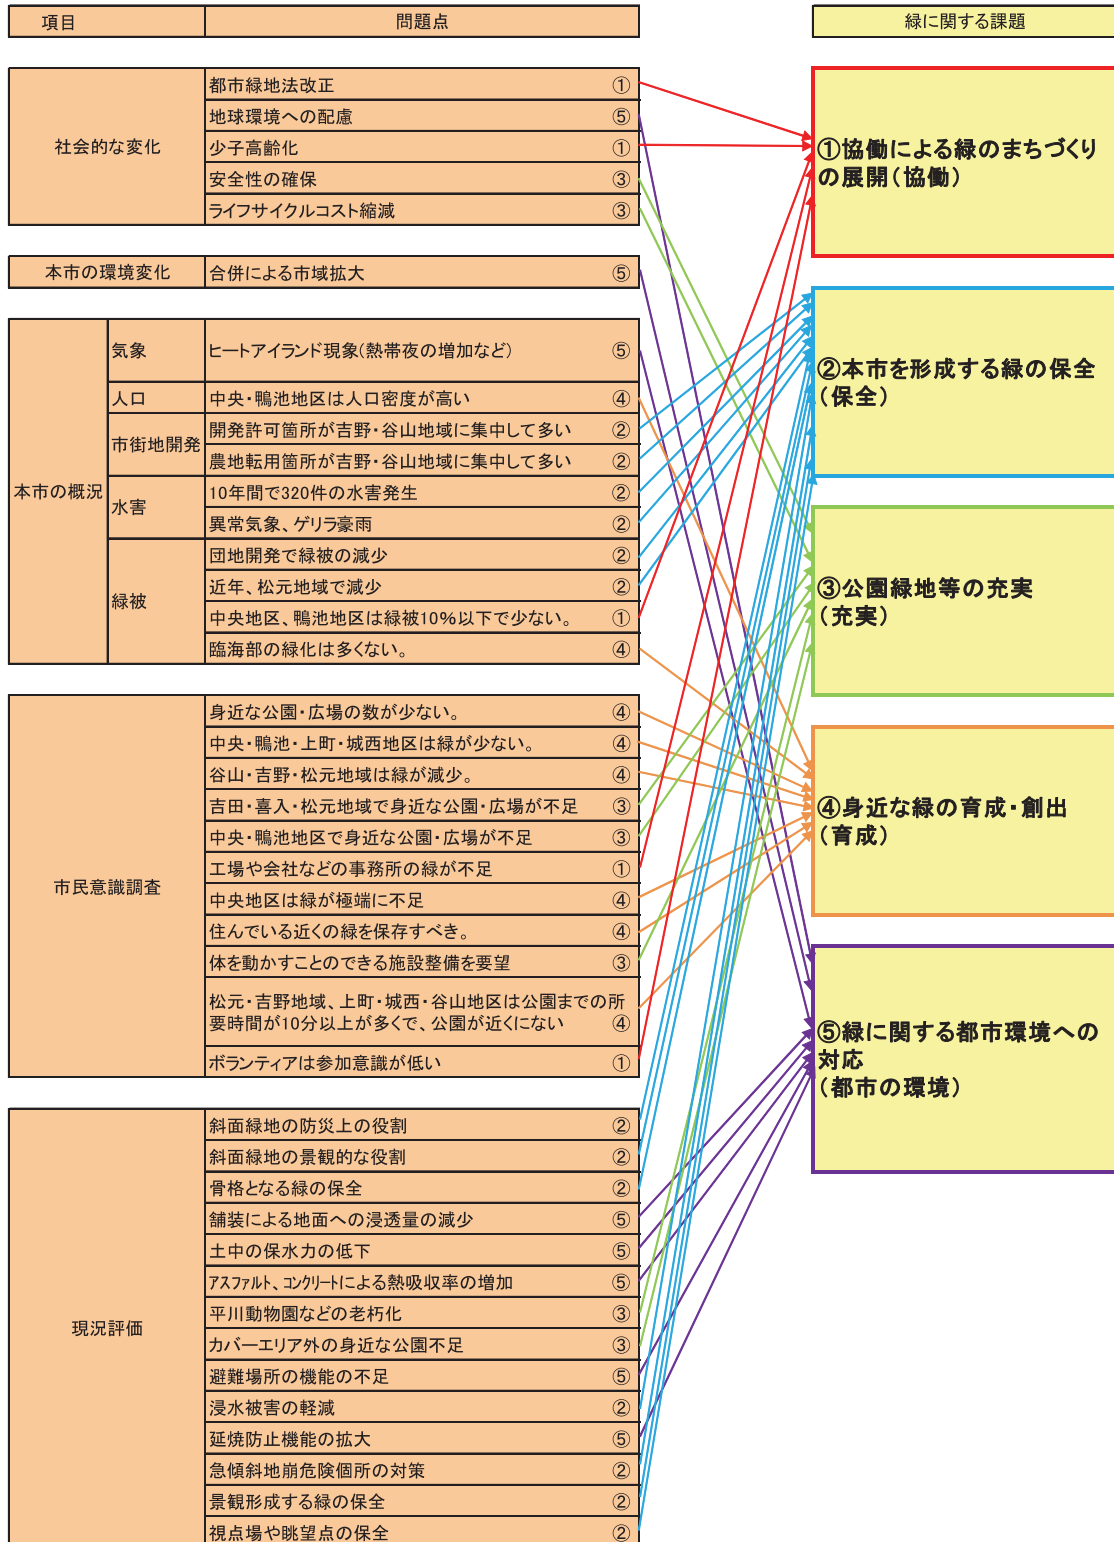 項目
問題点
緑に関する課題
社会的な変化
都市緑地法改正 ①
地球環境への配慮 ⑤
少子高齢化 ①
安全性の確保 ③
ライフサイクルコスト縮減 ③
本市の環境変化
合併による市域拡大 ⑤
本市の概況
気象
ヒートアイランド現象(熱帯夜の増加など) ⑤
人口
中央・鴨池地区は人口密度が高い ④
市街地開発
開発許可箇所が吉野・谷山地域に集中して多い ②
農地転用箇所が吉野・谷山地域に集中して多い ②
水害
10年間で320件の水害発生 ②
異常気象、ゲリラ豪雨 ②
緑被
団地開発で緑被の減少 ②
近年、松元地域で減少 ②
中央地区、鴨池地区は緑被10%以下で少ない。 ①
臨海部の緑化は多くない。 ④
市民意識調査
身近な公園・広場の数が少ない。 ④
中央・鴨池・上町・城西地区は緑が少ない。 ④
谷山・吉野・松元地域は緑が減少。 ④
吉田・喜入・松元地域で身近な公園・広場が不足 ③
中央・鴨池地区で身近な公園・広場が不足 ③
工場や会社などの事務所の緑が不足 ①
中央地区は緑が極端に不足 ④
住んでいる近くの緑を保存すべき。 ④
体を動かすことのできる施設整備を要望 ③
松元・吉野地域、上町・城西・谷山地区は公園までの所
要時間が10分以上が多くで、公園が近くにない ④
ボランティアは参加意識が低い ①
現況評価
斜面緑地の防災上の役割 ②
斜面緑地の景観的な役割 ②
骨格となる緑の保全 ②
舗装による地面への浸透量の減少 ⑤
土中の保水力の低下 ⑤
アスファルト、コンクリートによる熱吸収率の増加 ⑤
平川動物園などの老朽化 ③
カバーエリア外の身近な公園不足 ③
避難場所の機能の不足 ⑤
浸水被害の軽減 ②
延焼防止機能の拡大 ⑤
急傾斜地崩危険個所の対策 ②
景観形成する緑の保全 ②
視点場や眺望点の保全 ②
①協働による緑のまちづくり
の展開(協働)
②本市を形成する緑の保全
(保全)
③公園緑地等の充実
(充実)
④身近な緑の育成・創出
(育成)
⑤緑に関する都市環境への
対応
(都市の環境)